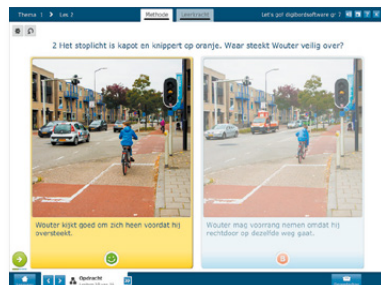 Thema 1 > Les 7 Methode Leerkracht Let's go! digibordsoftware gr 7
2 Het stoplicht is kapot en knippert op oranje. Waar steekt Wouter veilig over?
Wouter kijkt goed om zich heen voordat hij
oversteekt.
Wouter mag voorrang nemen omdat hij
rechtdoor op dezelfde weg gaat.
Opdracht